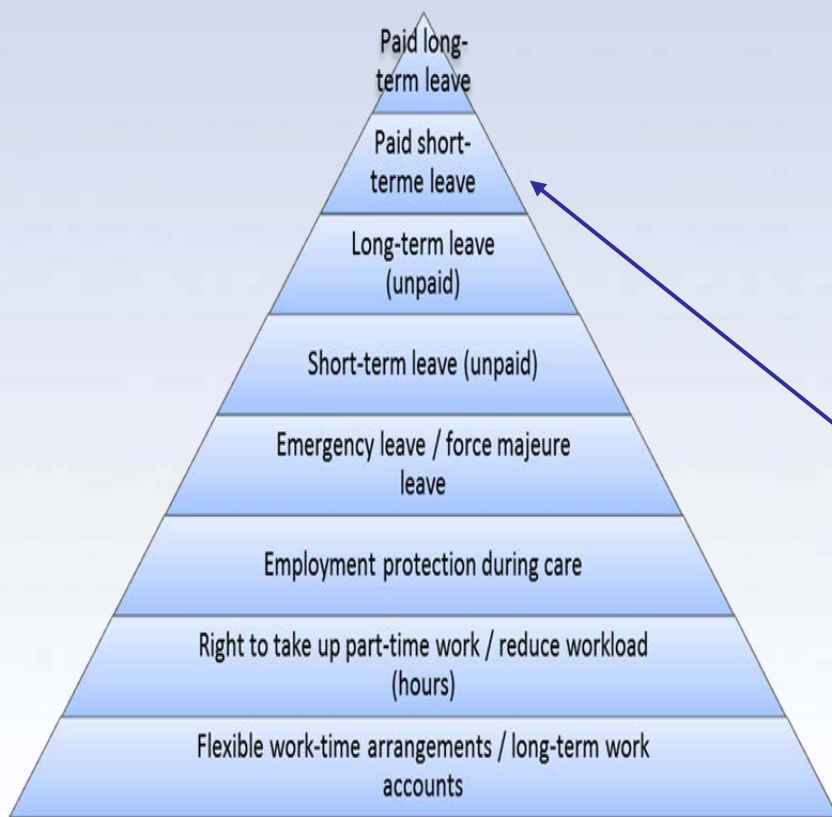 Paid long-
term leave
Paid short-
terme leave
Long-term leave
(unpaid)
Short-term leave (unpaid)
Emergency leave / force majeure
leave
Employment protection during care
Right to take up part-time work / reduce workload
(hours)
Flexible work-time arrangements / long-term work
accounts